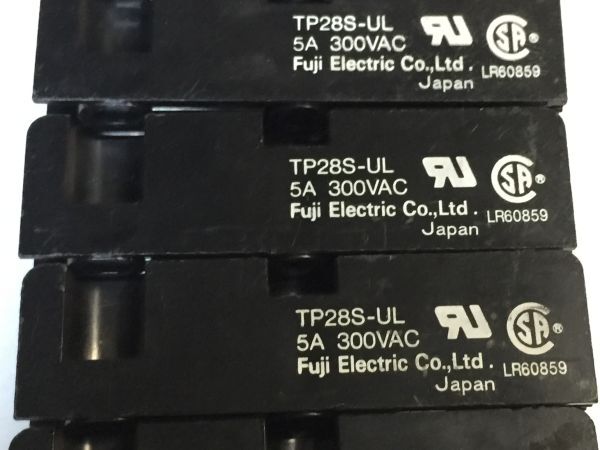 TP28S-UL
5A 300VAC
Fuji Electric Co.,Ltd.
Japan
LR60859
TP28S-UL
5A 300VAC
Fuji Electric Co.,Ltd.
Japan
LR60859
TP28S-UL
5A 300VAC
Fuji Electric Co.,Ltd.
Japan
LR60859